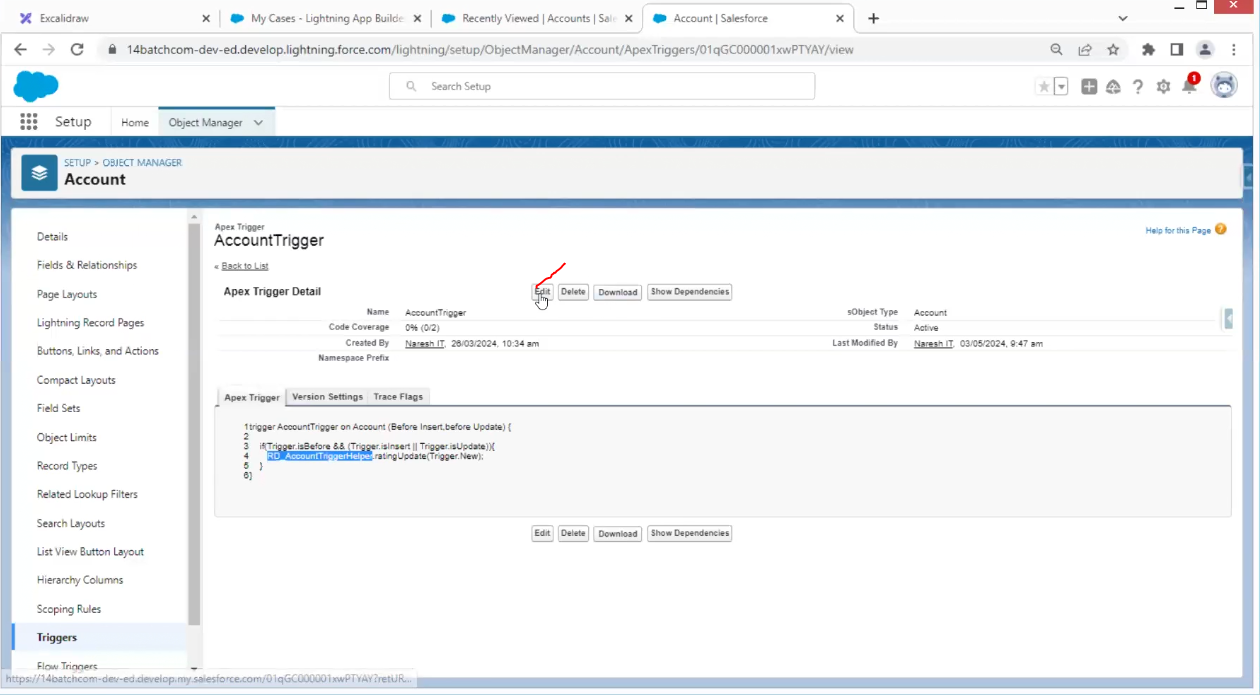 Excalidraw
My Cases - Lightning App Builde
Recently Viewed | Accounts | Sale
Account | Salesforce
14batchcom-dev-ed.develop.lightning.force.com/lightning/setup/ObjectManager/Account/ApexTriggers/01qGC000001xwPTYAY/view
Search Setup
1
Setup
Home
Object Manager
SETUP > OBJECT MANAGER
Account
Details
Fields & Relationships
Page Layouts
Lightning Record Pages
Buttons, Links, and Actions
Compact Layouts
Field Sets
Object Limits
Record Types
Related Lookup Filters
Search Layouts
List View Button Layout
Hierarchy Columns
Scoping Rules
Triggers
Flow Triggers
Apex Trigger
AccountTrigger
Help for this Page
« Back to List
Apex Trigger Detail
Edit Delete Download Show Dependencies
Name AccountTrigger sObject Type Account
Code Coverage 0% (0/2) Status Active
Created By Naresh IT, 26/03/2024, 10:34 am Last Modified By Naresh IT, 03/05/2024, 9:47 am
Namespace Prefix
Apex Trigger Version Settings Trace Flags
1trigger AccountTrigger on Account (Before Insert,before Update) {
2
3 if(Trigger.isBefore && (Trigger.isInsert || Trigger.isUpdate)){
4 RD_AccountTriggerHelper.ratingUpdate(Trigger.New);
5 }
6}
Edit Delete Download Show Dependencies
https://14batchcom-dev-ed.develop.my.salesforce.com/01qGC000001xwPTYAY?retUR...